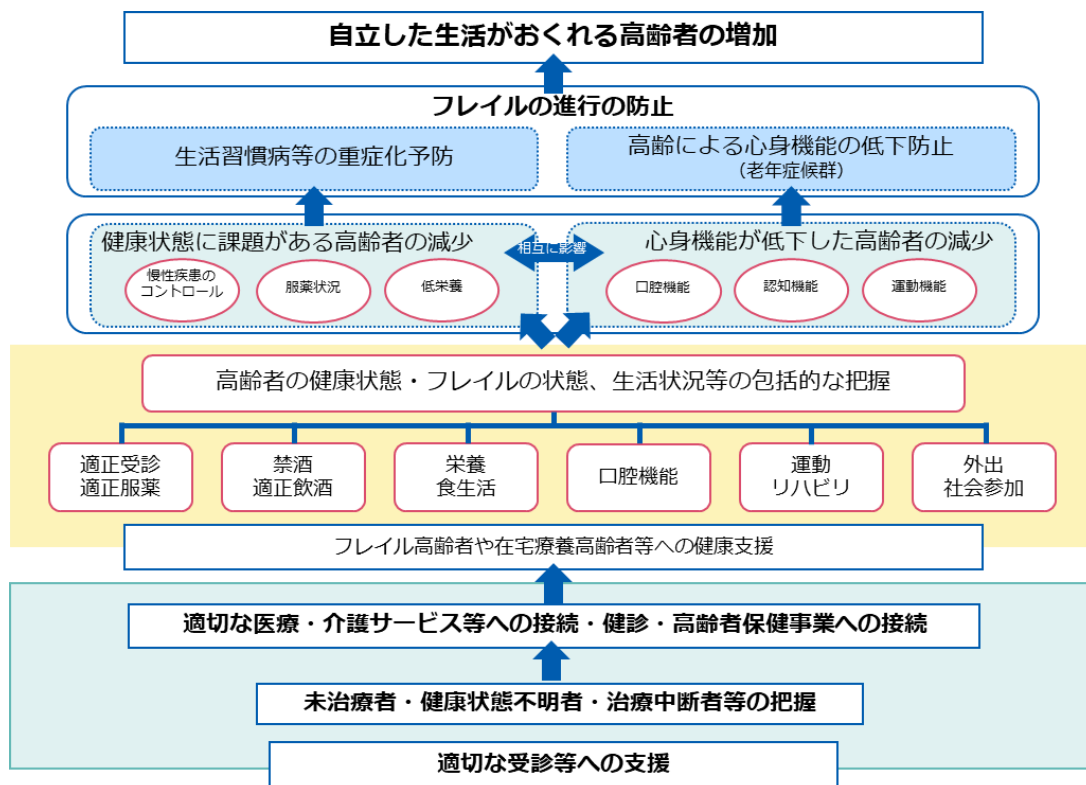 自立した生活がおくれる高齢者の増加
フレイルの進行の防止
生活習慣病等の重症化予防
高齢による心身機能の低下防止
（老年症候群）
健康状態に課題がある高齢者の減少
相互に影響
心身機能が低下した高齢者の減少
慢性疾患の
コントロール
服薬状況
低栄養
口腔機能
認知機能
運動機能
高齢者の健康状態・フレイルの状態、生活状況等の包括的な把握
適正受診
適正服薬
禁酒
適正飲酒
栄養
食生活
口腔機能
運動
リハビリ
外出
社会参加
フレイル高齢者や在宅療養高齢者等への健康支援
適切な医療・介護サービス等への接続・健診・高齢者保健事業への接続
未治療者・健康状態不明者・治療中断者等の把握
適切な受診等への支援